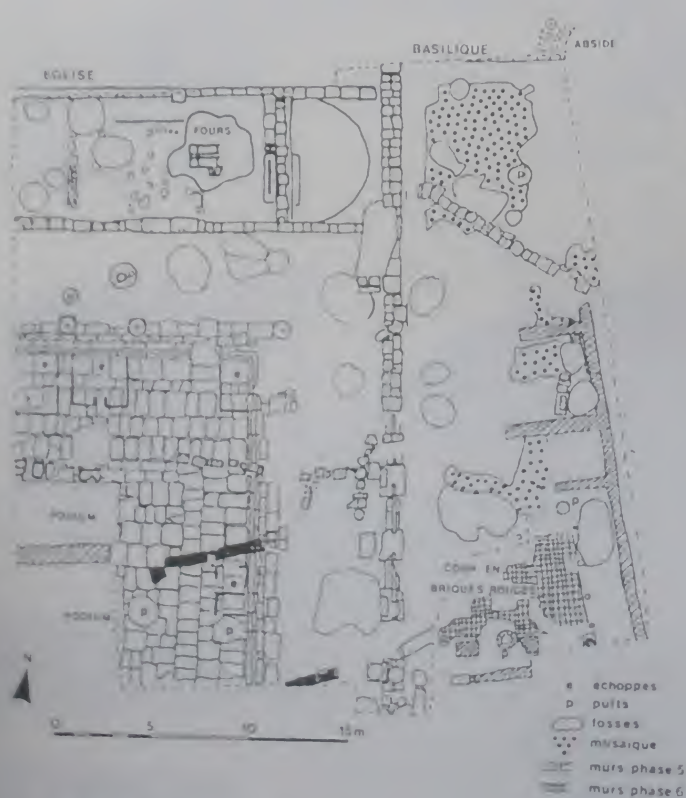 BASILIQUE
ABSIDE
EGLISE
FOURS
P
P
e
e
e
e
PODIUM
P
COUR EN
BRIQUES ROUGES
e
PODIUM
P
P
N
0 5 10 15m
e échoppes
p puits
fosses
mosaïque
murs phase 5
murs phase 6